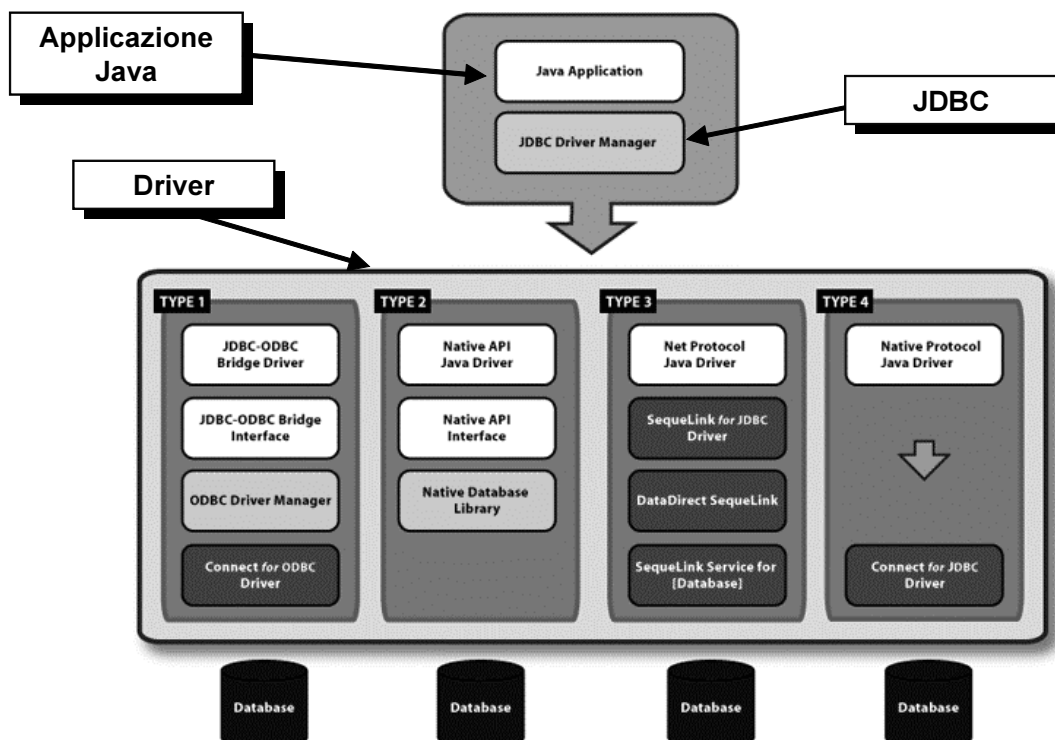 Applicazione
Java
Java Application
JDBC
JDBC Driver Manager
Driver
TYPE 1
JDBC-ODBC
Bridge Driver
JDBC-ODBC Bridge
Interface
ODBC Driver Manager
Connect for ODBC
Driver
TYPE 2
Native API
Java Driver
Native API
Interface
Native Database
Library
TYPE 3
Net Protocol
Java Driver
SequeLink for JDBC
Driver
DataDirect SequeLink
SequeLink Service for
[Database]
TYPE 4
Native Protocol
Java Driver
Connect for JDBC
Driver
Database
Database
Database
Database